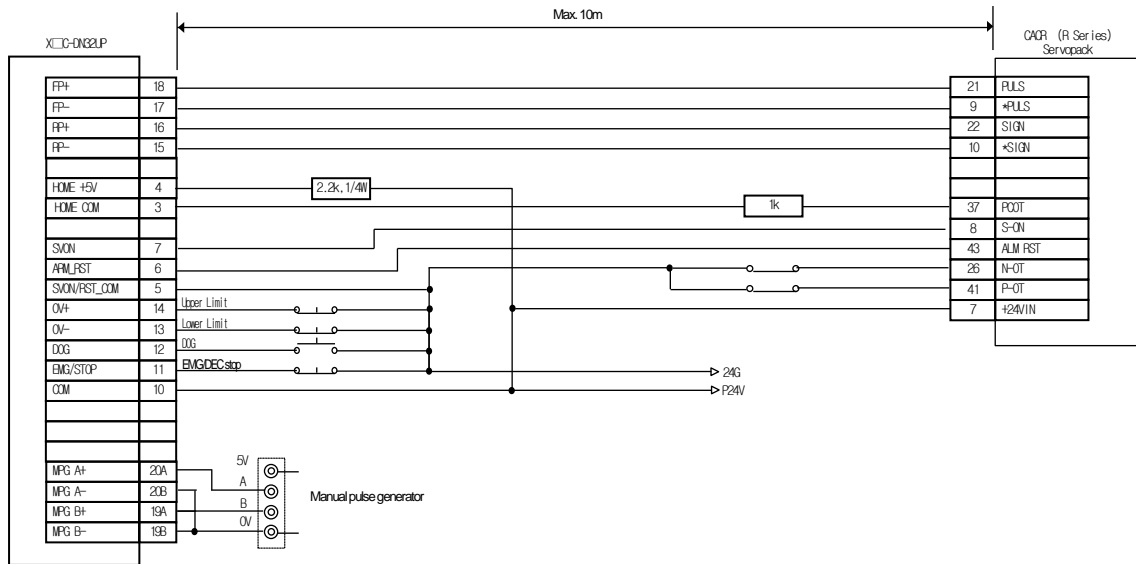 Max. 10m
X□C-DN32UP
CACR (R Series)
Servopack
FP+ 18
FP- 17
RP+ 16
RP- 15
HOME +5V 4
HOME COM 3
SVON 7
ARM_RST 6
SVON/RST_COM 5
OV+ 14
OV- 13
DOG 12
EMG/STOP 11
COM 10
MPG A+ 20A
MPG A- 20B
MPG B+ 19A
MPG B- 19B
2.2k,1/4W
1k
Upper Limit
Lower Limit
DOG
EMG/DEC stop
24G
P24V
5V
A
B
0V
Manual pulse generator
21 PULS
9 *PULS
22 SIGN
10 *SIGN
37 PCOT
8 S-ON
43 ALM RST
26 N-OT
41 P-OT
7 +24VIN